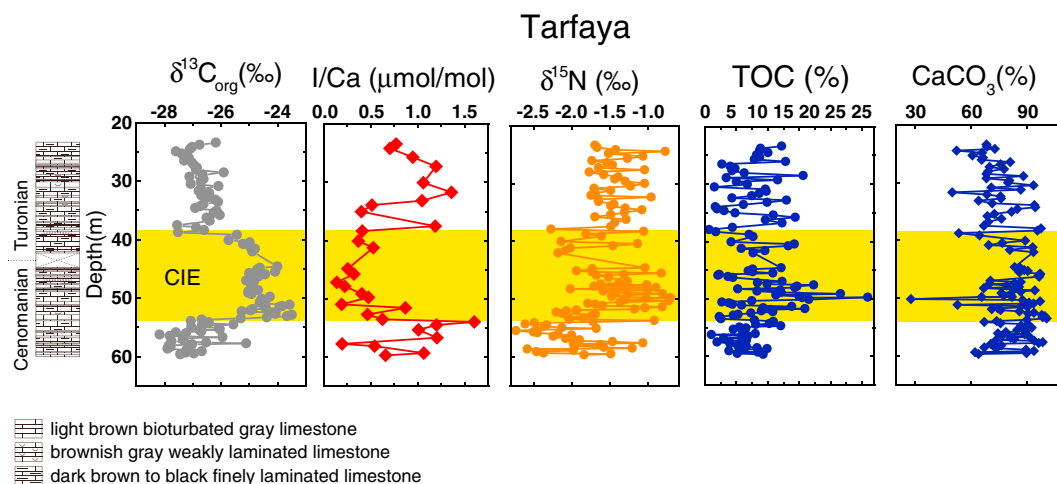 Tarfaya
δ13Corg(‰) I/Ca (μmol/mol) δ15N (‰) TOC (%) CaCO3(%)
-28 -26 -24 0.0 0.5 1.0 1.5 -2.5 -2.0 -1.5 -1.0 0 5 10 15 20 25 25 30 60 90
20
30
40
50
60
Depth(m)
Turonian
Cenomanian
CIE
light brown bioturbated gray limestone
brownish gray weakly laminated limestone
dark brown to black finely laminated limestone